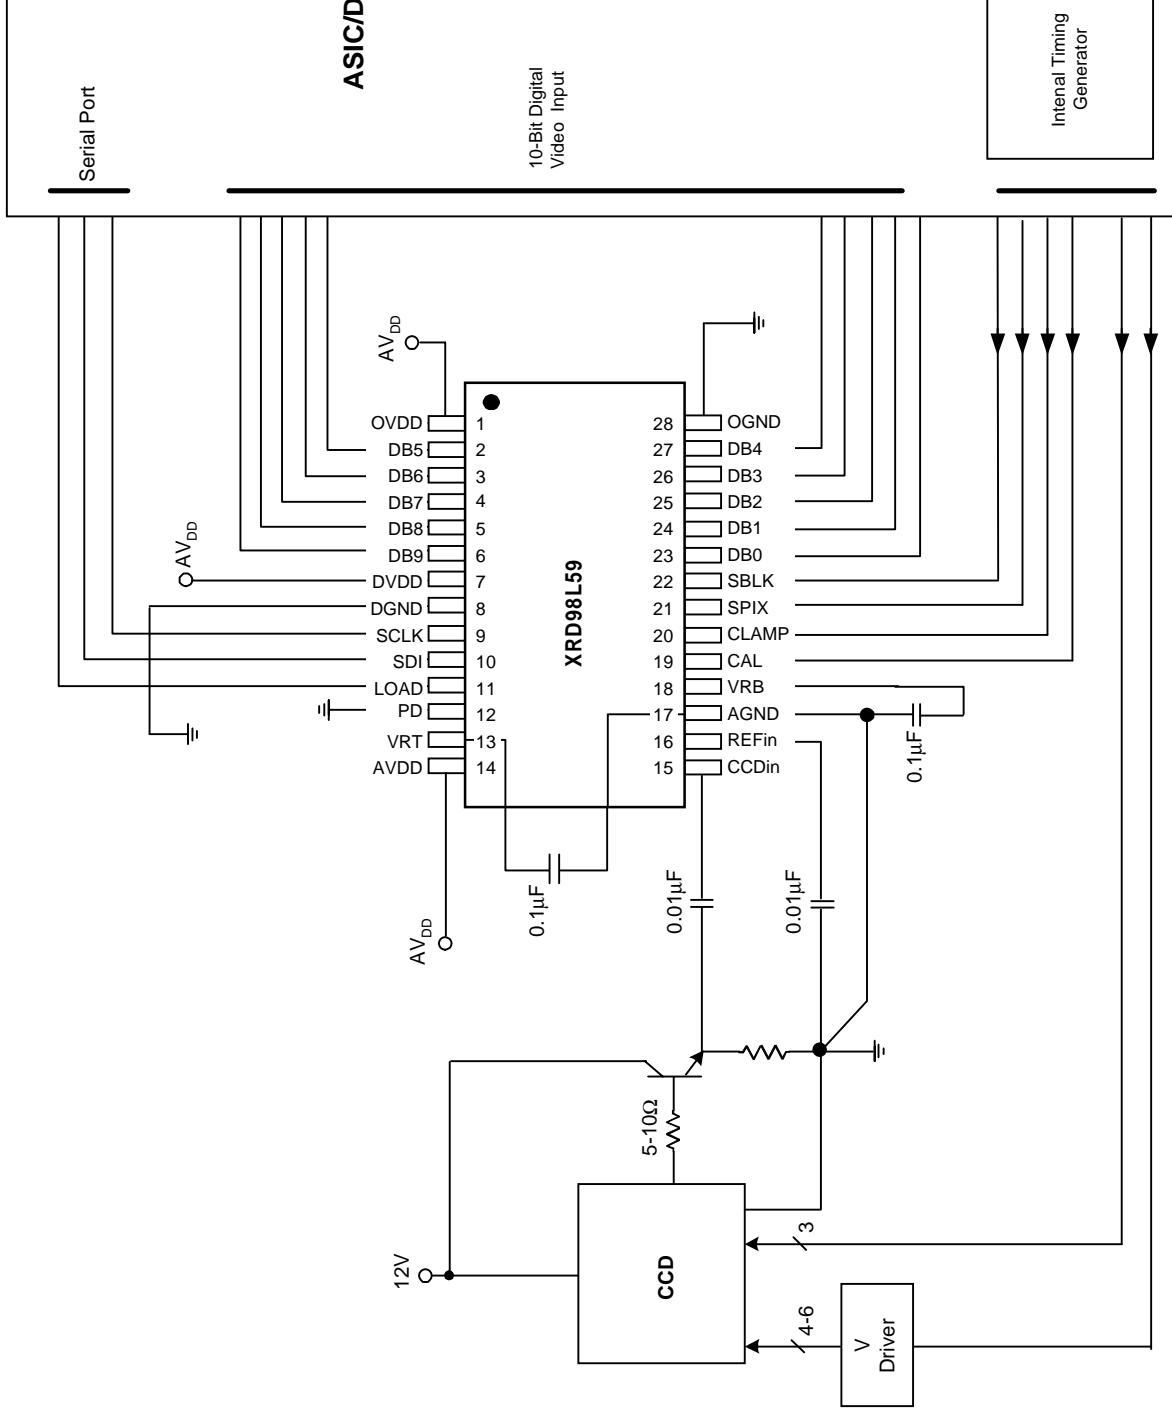 ASIC/D
Serial Port
10-Bit Digital
Video Input
Intenal Timing
Generator
AVDD
AVDD
AVDD
OVDD
DB5
DB6
DB7
DB8
DB9
DVDD
DGND
SCLK
SDI
LOAD
PD
VRT
AVDD
1
2
3
4
5
6
7
8
9
10
11
12
13
14
XRD98L59
28
27
26
25
24
23
22
21
20
19
18
17
16
15
OGND
DB4
DB3
DB2
DB1
DB0
SBLK
SPIX
CLAMP
CAL
VRB
AGND
REFin
CCDin
0.1µF
0.01µF
0.01µF
0.1µF
5-10Ω
12V
CCD
3
4-6
V
Driver